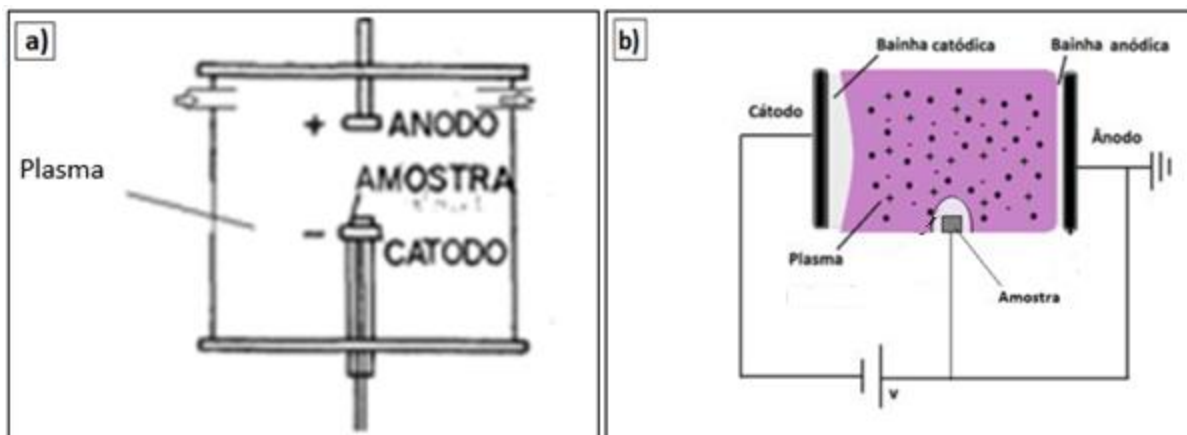 a)
Plasma
+ ANODO
AMOSTRA
- CATODO
b)
Bainha catódica
Bainha anódica
Cátodo
Ânodo
Plasma
Amostra
V